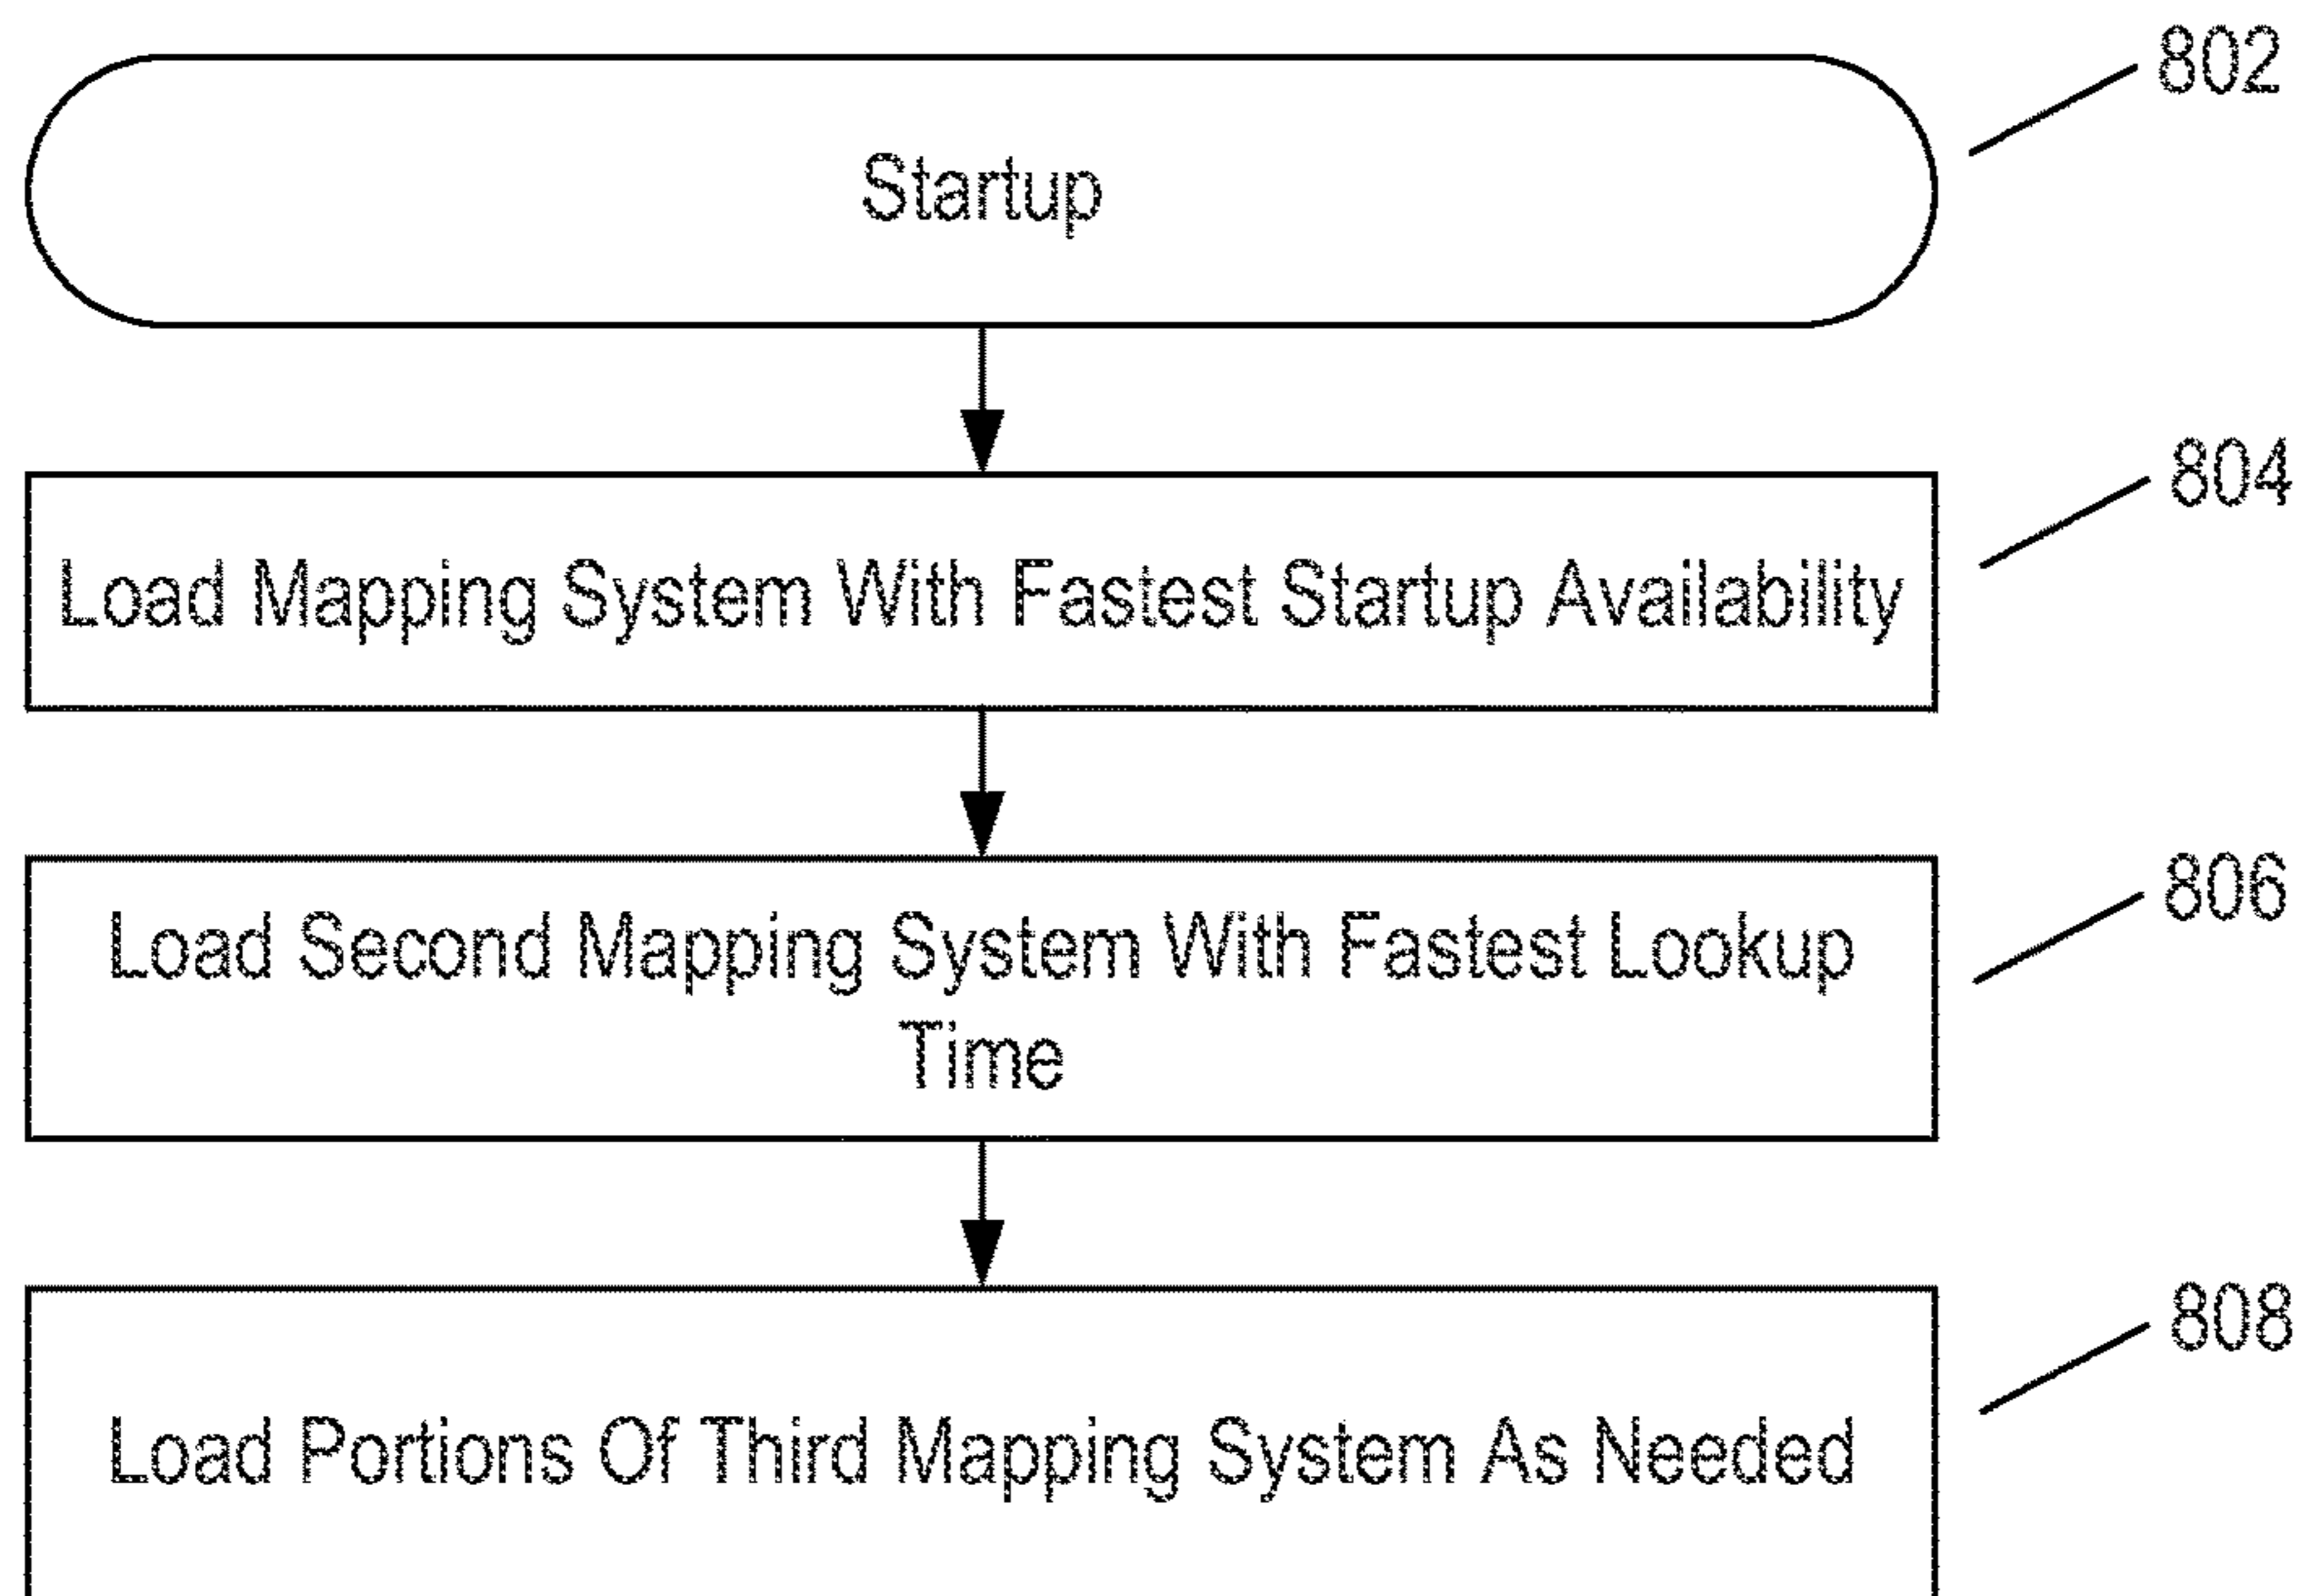 802
Startup
804
Load Mapping System With Fastest Startup Availability
806
Load Second Mapping System With Fastest Lookup
Time
808
Load Portions Of Third Mapping System As Needed